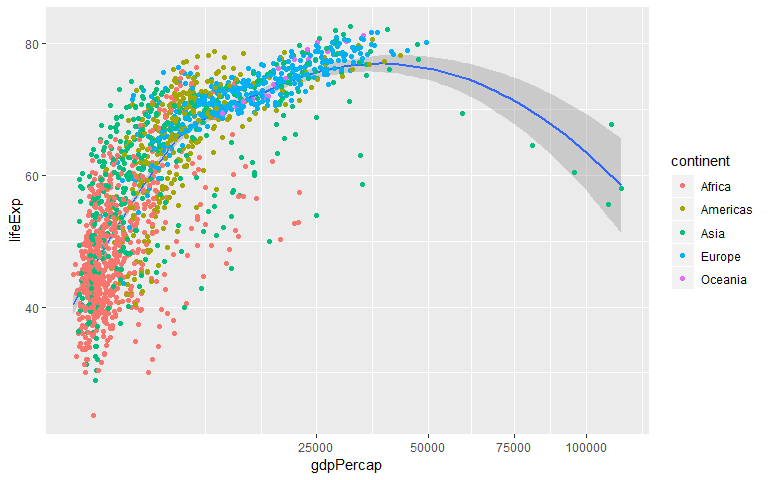 80
60
40
lifeExp
25000
50000
75000
100000
gdpPercap
continent
Africa
Americas
Asia
Europe
Oceania